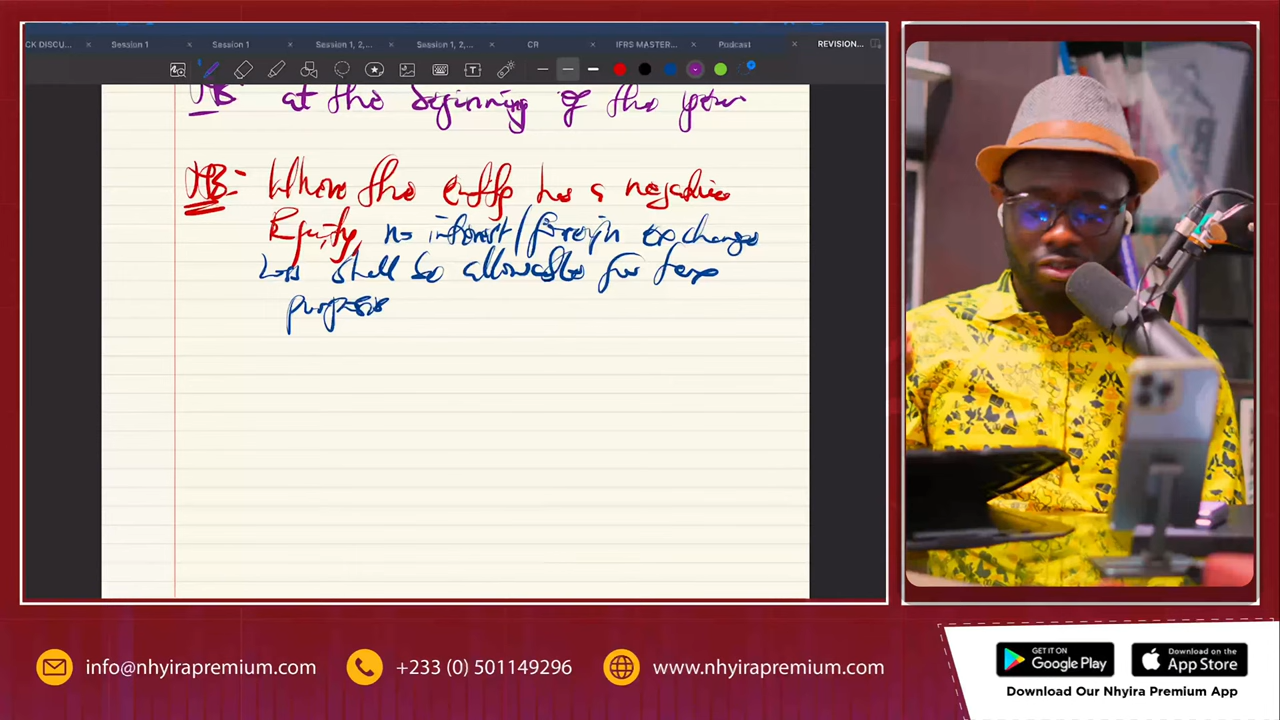 CK DISCU... Session 1 Session 1 Session 1, 2,... Session 1, 2,... CR IFRS MASTER... Podcast REVISION...
NB: at the beginning of the year
NB:- Where the entity has a negative
Equity, no interest/foreign exchange
Loss shall be allowable for tax
purposes
info@nhyirapremium.com +233 (0) 501149296 www.nhyirapremium.com
GET IT ON Google Play Download on the App Store
Download Our Nhyira Premium App